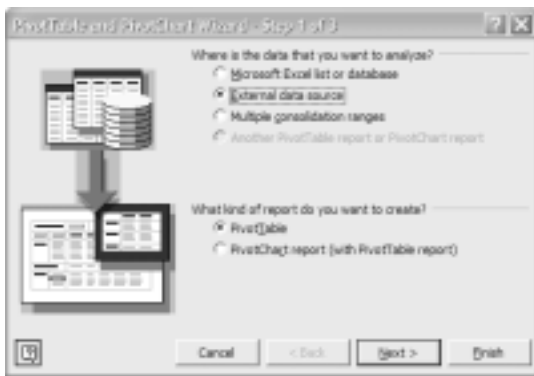 PivotTable and PivotChart Wizard - Step 1 of 3
Where is the data that you want to analyze?
Microsoft Excel list or database
External data source
Multiple consolidation ranges
Another PivotTable report or PivotChart report
What kind of report do you want to create?
PivotTable
PivotChart report (with PivotTable report)
Cancel
< Back
Next >
Finish